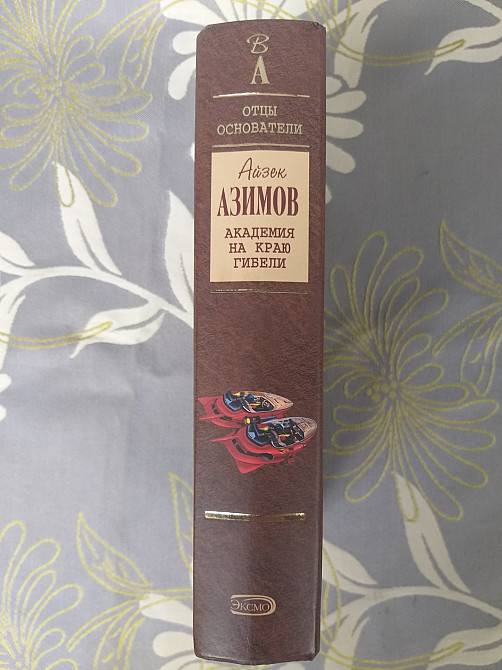 В
А
ОТЦЫ
ОСНОВАТЕЛИ
Айзек
АЗИМОВ
АКАДЕМИЯ
НА КРАЮ
ГИБЕЛИ
ЭКСМО